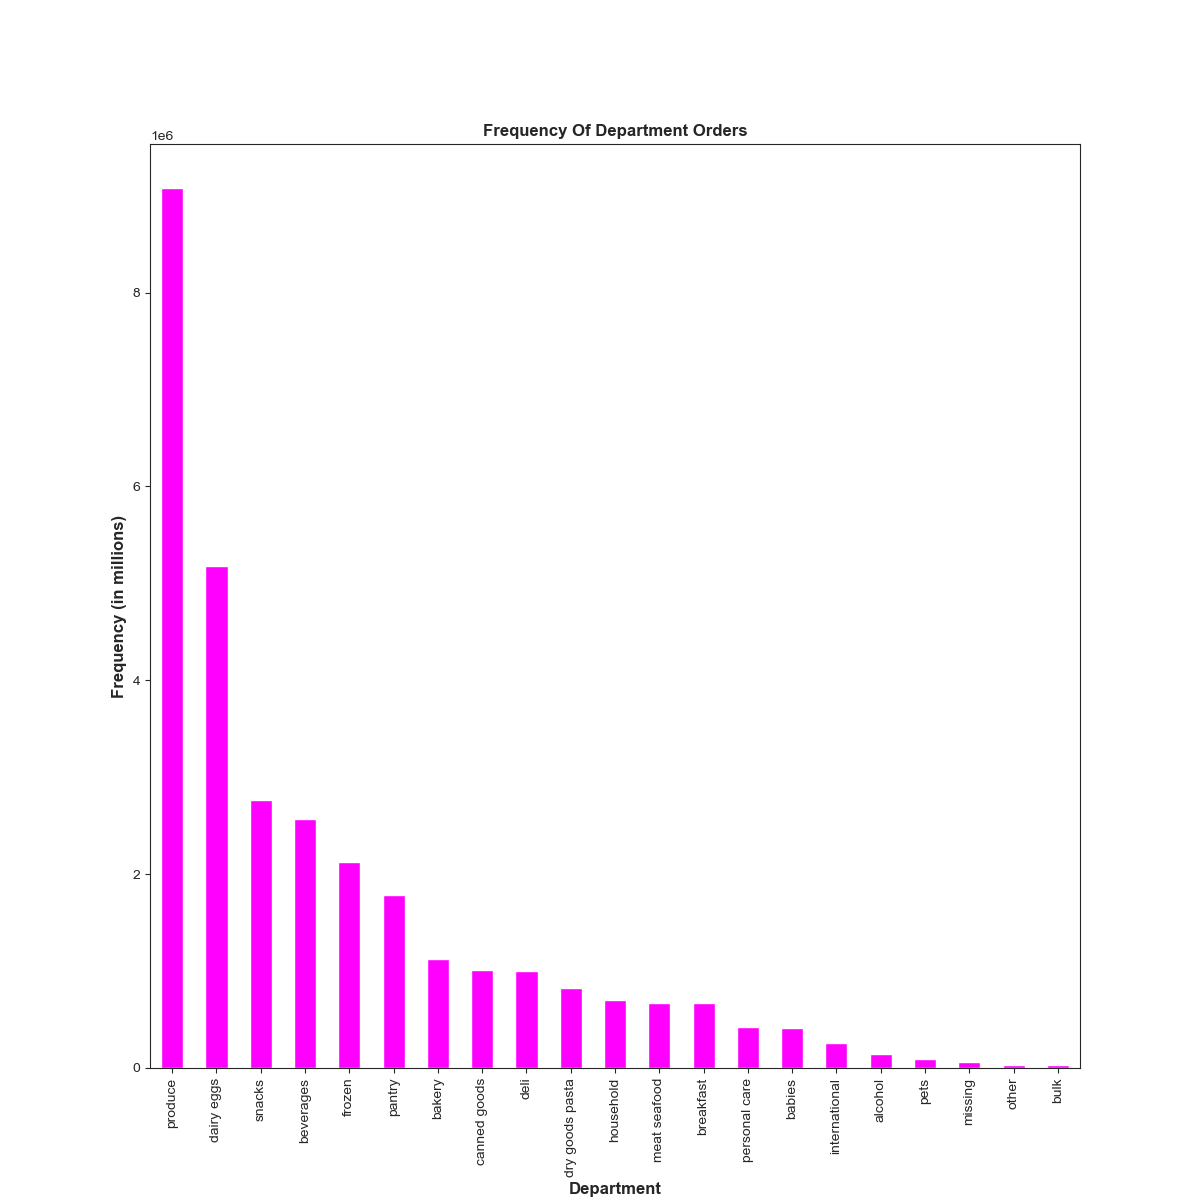 Frequency Of Department Orders
1e6
8
6
4
2
0
Frequency (in millions)
produce
dairy eggs
snacks
beverages
frozen
pantry
bakery
canned goods
deli
dry goods pasta
household
meat seafood
breakfast
personal care
babies
international
alcohol
pets
missing
other
bulk
Department